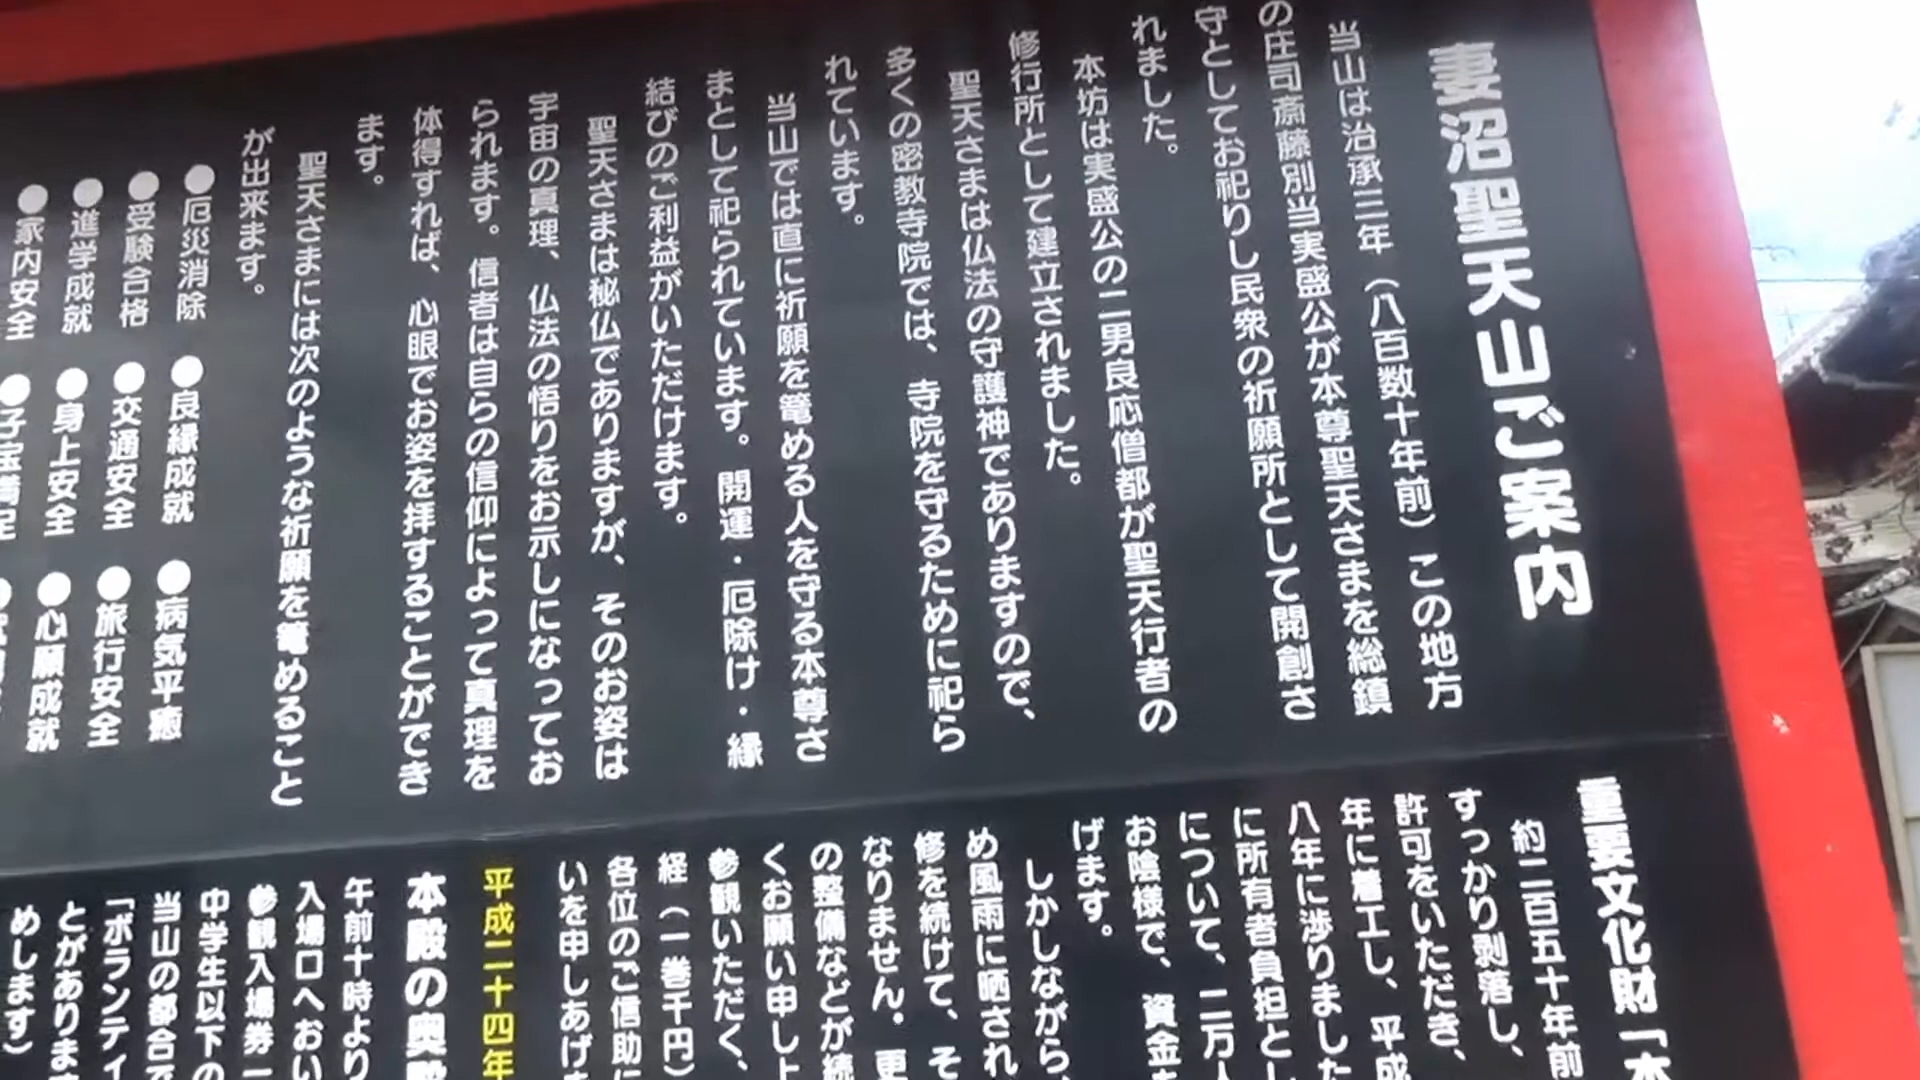 妻沼聖天山ご案内
当山は治承三年（八百数十年前）この地方
の庄司斎藤別当実盛公が本尊聖天さまを総鎮
守としてお祀りし民衆の祈願所として開創さ
れました。
本坊は実盛公の二男良応僧都が聖天行者の
修行所として建立されました。
聖天さまは仏法の守護神でありますので、
多くの密教寺院では、寺院を守るために祀ら
れています。
当山では直に祈願を篭める人を守る本尊さ
まとして祀られています。開運・厄除け・縁
結びのご利益がいただけます。
聖天さまは秘仏でありますが、そのお姿は
宇宙の真理、仏法の悟りをお示しになってお
られます。信者は自らの信仰によって真理を
体得すれば、心眼でお姿を拝することができ
ます。
聖天さまには次のような祈願を篭めること
が出来ます。
●厄災消除 ●良縁成就 ●病気平癒
●受験合格 ●交通安全 ●旅行安全
●進学成就 ●身上安全 ●心願成就
●家内安全 ●子宝満足
重要文化財「本
約二百五十年前
すっかり剥落し、
許可をいただき、
年に着工し、平成
八年に渉りました
に所有者負担とし
について、二万人
お陰様で、資金も
げます。
しかしながら、
め風雨に晒され
修を続けて、そ
なりません。更
の整備などが続
くお願い申し上
参観いただく、
経（一巻千円）
各位のご信助に
いを申しあげま
平成二十四年
本殿の奥殿
午前十時より
入場口へおい
参観入場券一
中学生以下の
当山の都合で
「ボランティ
とがありま
めします）